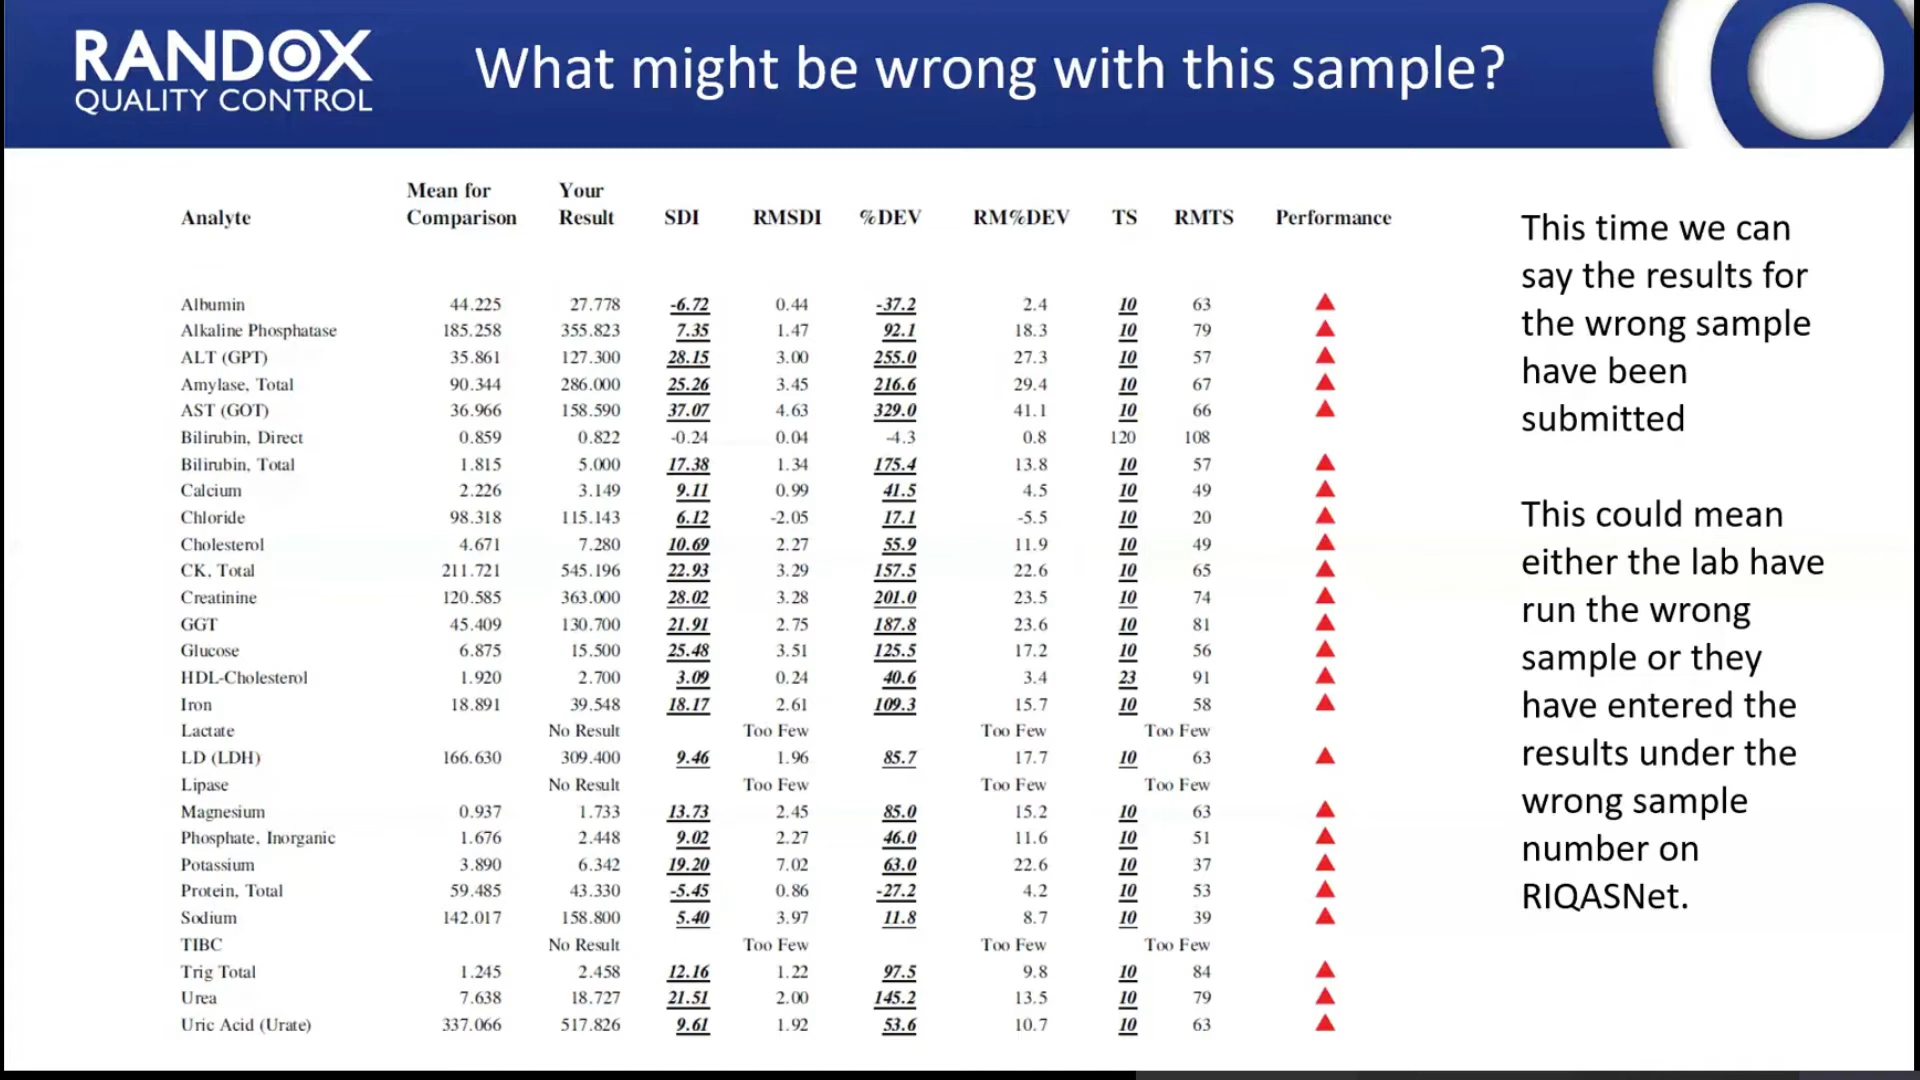 RANDOX
QUALITY CONTROL
What might be wrong with this sample?
Analyte Mean for Comparison Your Result SDI RMSDI %DEV RM%DEV TS RMTS Performance
Albumin 44.225 27.778 -6.72 0.44 -37.2 2.4 10 63
Alkaline Phosphatase 185.258 355.823 7.35 1.47 92.1 18.3 10 79
ALT (GPT) 35.861 127.300 28.15 3.00 255.0 27.3 10 57
Amylase, Total 90.344 286.000 25.26 3.45 216.6 29.4 10 67
AST (GOT) 36.966 158.590 37.07 4.63 329.0 41.1 10 66
Bilirubin, Direct 0.859 0.822 -0.24 0.04 -4.3 0.8 120 108
Bilirubin, Total 1.815 5.000 17.38 1.34 175.4 13.8 10 57
Calcium 2.226 3.149 9.11 0.99 41.5 4.5 10 49
Chloride 98.318 115.143 6.12 -2.05 17.1 -5.5 10 20
Cholesterol 4.671 7.280 10.69 2.27 55.9 11.9 10 49
CK, Total 211.721 545.196 22.93 3.29 157.5 22.6 10 65
Creatinine 120.585 363.000 28.02 3.28 201.0 23.5 10 74
GGT 45.409 130.700 21.91 2.75 187.8 23.6 10 81
Glucose 6.875 15.500 25.48 3.51 125.5 17.2 10 56
HDL-Cholesterol 1.920 2.700 3.09 0.24 40.6 3.4 23 91
Iron 18.891 39.548 18.17 2.61 109.3 15.7 10 58
Lactate No Result Too Few Too Few Too Few
LD (LDH) 166.630 309.400 9.46 1.96 85.7 17.7 10 63
Lipase No Result Too Few Too Few Too Few
Magnesium 0.937 1.733 13.73 2.45 85.0 15.2 10 63
Phosphate, Inorganic 1.676 2.448 9.02 2.27 46.0 11.6 10 51
Potassium 3.890 6.342 19.20 7.02 63.0 22.6 10 37
Protein, Total 59.485 43.330 -5.45 0.86 -27.2 4.2 10 53
Sodium 142.017 158.800 5.40 3.97 11.8 8.7 10 39
TIBC No Result Too Few Too Few Too Few
Trig Total 1.245 2.458 12.16 1.22 97.5 9.8 10 84
Urea 7.638 18.727 21.51 2.00 145.2 13.5 10 79
Uric Acid (Urate) 337.066 517.826 9.61 1.92 53.6 10.7 10 63
This time we can
say the results for
the wrong sample
have been
submitted
This could mean
either the lab have
run the wrong
sample or they
have entered the
results under the
wrong sample
number on
RIQASNet.